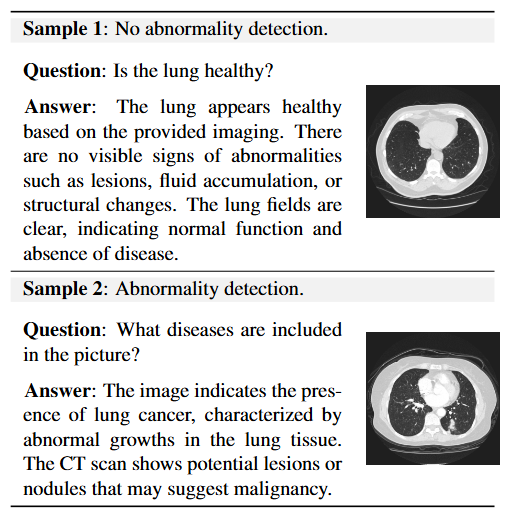 Sample 1: No abnormality detection.
Question: Is the lung healthy?
Answer: The lung appears healthy
based on the provided imaging. There
are no visible signs of abnormalities
such as lesions, fluid accumulation, or
structural changes. The lung fields are
clear, indicating normal function and
absence of disease.
Sample 2: Abnormality detection.
Question: What diseases are included
in the picture?
Answer: The image indicates the pres-
ence of lung cancer, characterized by
abnormal growths in the lung tissue.
The CT scan shows potential lesions or
nodules that may suggest malignancy.